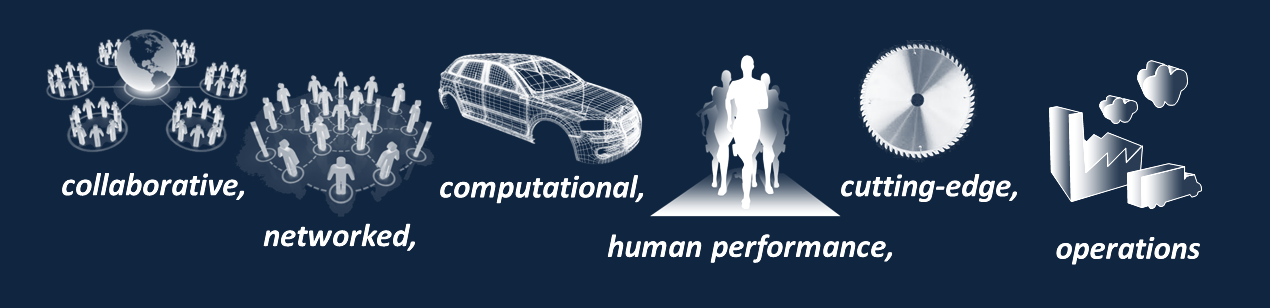 collaborative,
networked,
computational,
human performance,
cutting-edge,
operations